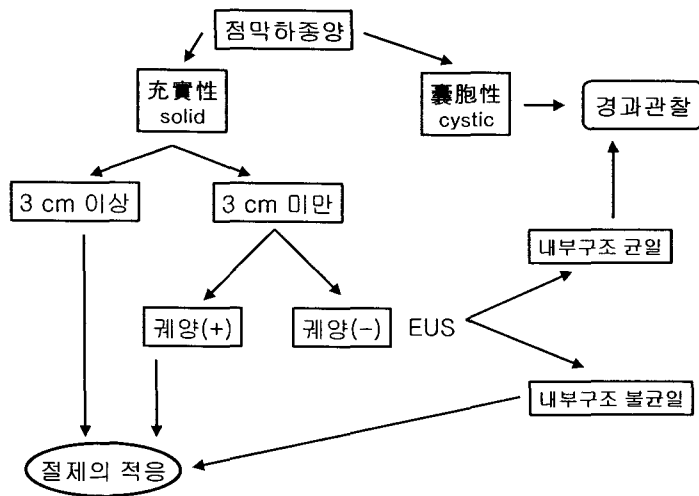 점막하종양
充實性
solid
囊胞性
cystic
경과관찰
3 cm 이상
3 cm 미만
내부구조 균일
궤양(+)
궤양(-)
EUS
내부구조 불균일
절제의 적응